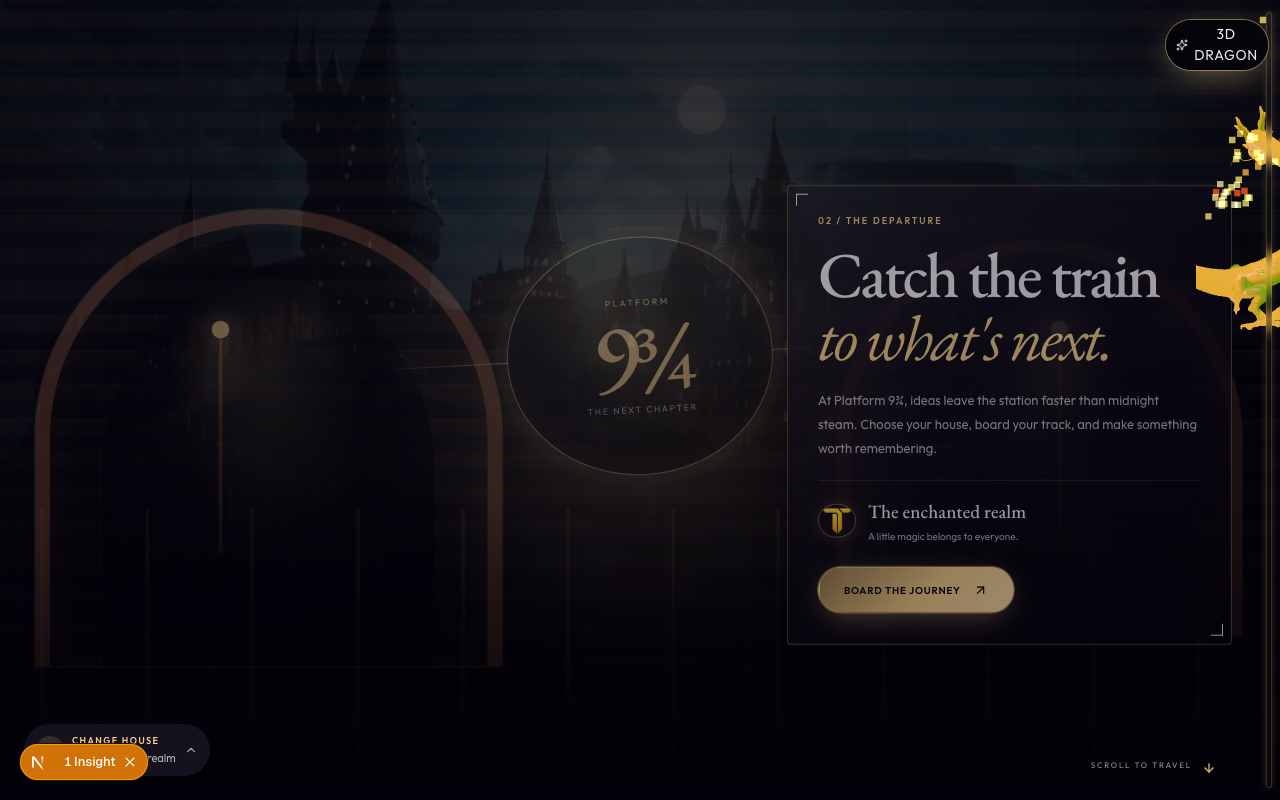 3D
DRAGON
02 / THE DEPARTURE
Catch the train
to what's next.
PLATFORM
9¾
THE NEXT CHAPTER
At Platform 9¾, ideas leave the station faster than midnight
steam. Choose your house, board your track, and make something
worth remembering.
The enchanted realm
A little magic belongs to everyone.
BOARD THE JOURNEY
CHANGE HOUSE
realm
1 Insight
SCROLL TO TRAVEL